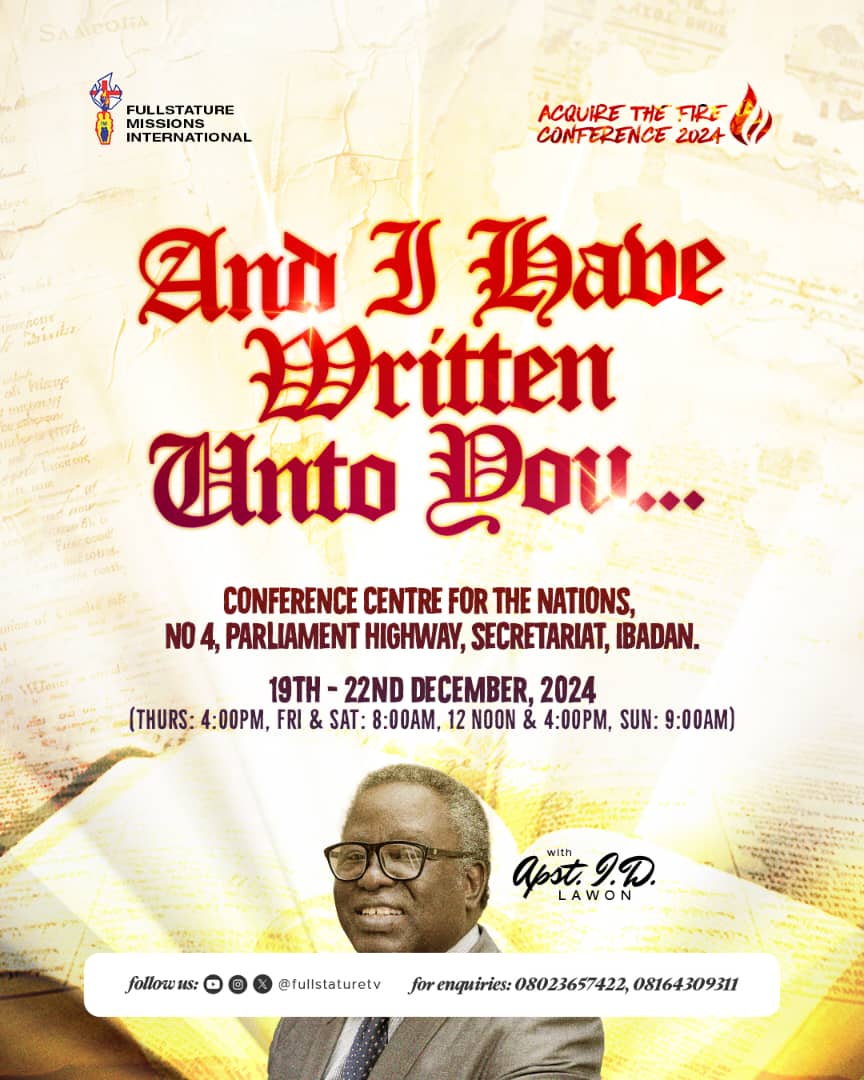 FULLSTATURE
MISSIONS
INTERNATIONAL
ACQUIRE THE FIRE
CONFERENCE 2024
And I Have
Written
Unto You...
CONFERENCE CENTRE FOR THE NATIONS,
NO 4, PARLIAMENT HIGHWAY, SECRETARIAT, IBADAN.
19TH - 22ND DECEMBER, 2024
(THURS: 4:00PM, FRI & SAT: 8:00AM, 12 NOON & 4:00PM, SUN: 9:00AM)
with
Apst. I.D.
LAWON
follow us: @fullstaturetv for enquiries: 08023657422, 08164309311